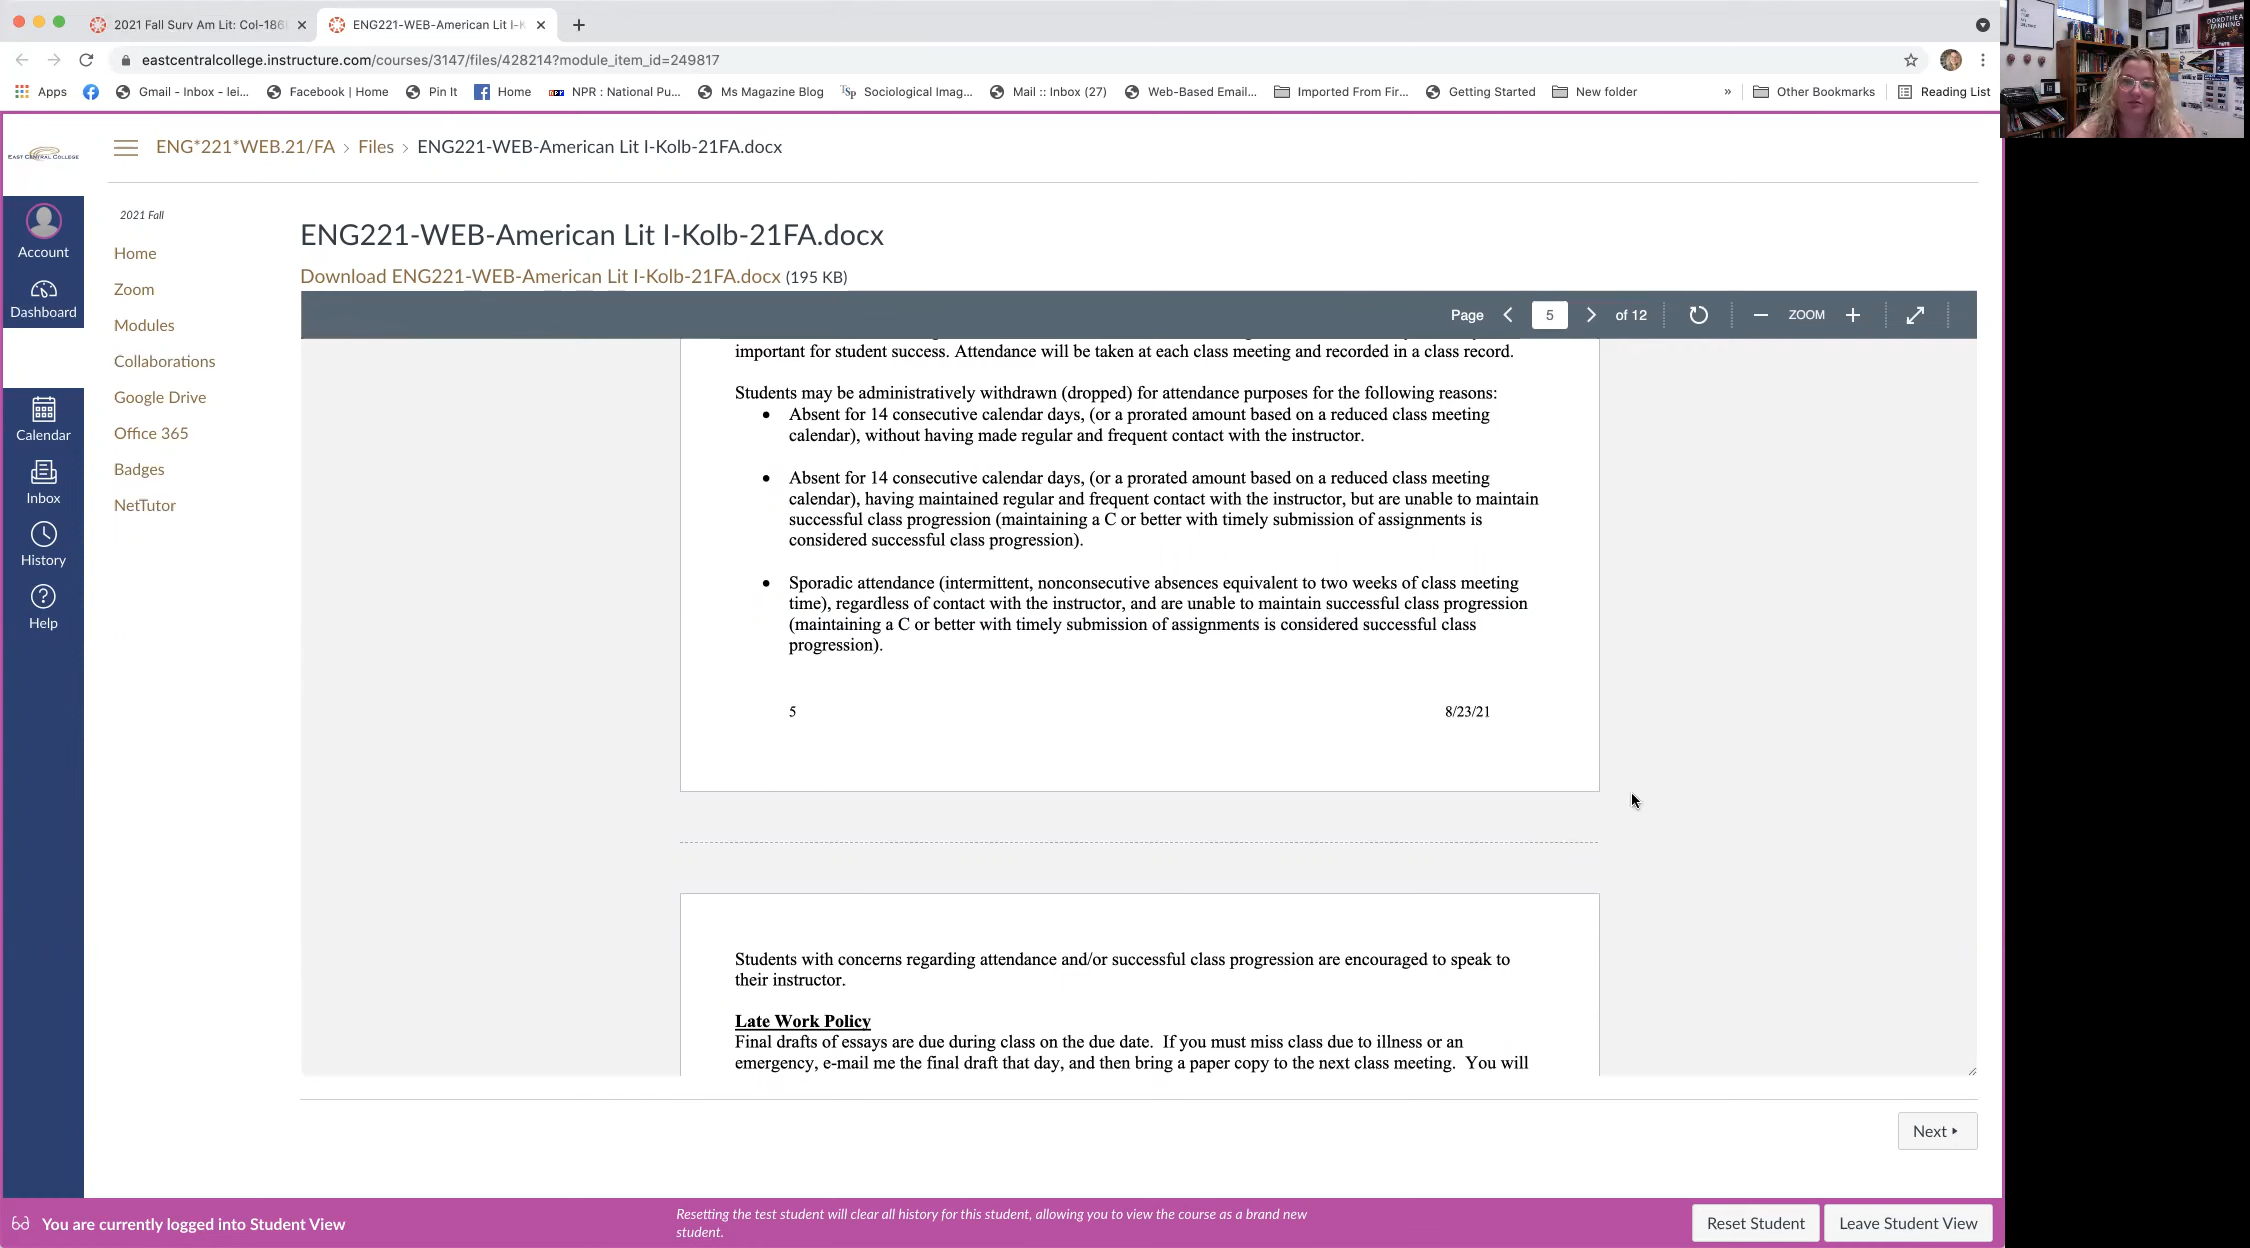 2021 Fall Surv Am Lit: Col-186
ENG221-WEB-American Lit I-K
eastcentralcollege.instructure.com/courses/3147/files/428214?module_item_id=249817
Apps
Gmail - Inbox - lei...
Facebook | Home
Pin It
Home
NPR : National Pu...
Ms Magazine Blog
Sociological Imag...
Mail :: Inbox (27)
Web-Based Email...
Imported From Fir...
Getting Started
New folder
»
Other Bookmarks
Reading List
DOROTHEA
TANNING
EAST CENTRAL COLLEGE
ENG*221*WEB.21/FA › Files › ENG221-WEB-American Lit I-Kolb-21FA.docx
Account
Dashboard
Calendar
Inbox
History
Help
2021 Fall
Home
Zoom
Modules
Collaborations
Google Drive
Office 365
Badges
NetTutor
ENG221-WEB-American Lit I-Kolb-21FA.docx
Download ENG221-WEB-American Lit I-Kolb-21FA.docx (195 KB)
Page 5 of 12 ZOOM
important for student success. Attendance will be taken at each class meeting and recorded in a class record.
Students may be administratively withdrawn (dropped) for attendance purposes for the following reasons:
• Absent for 14 consecutive calendar days, (or a prorated amount based on a reduced class meeting
calendar), without having made regular and frequent contact with the instructor.
• Absent for 14 consecutive calendar days, (or a prorated amount based on a reduced class meeting
calendar), having maintained regular and frequent contact with the instructor, but are unable to maintain
successful class progression (maintaining a C or better with timely submission of assignments is
considered successful class progression).
• Sporadic attendance (intermittent, nonconsecutive absences equivalent to two weeks of class meeting
time), regardless of contact with the instructor, and are unable to maintain successful class progression
(maintaining a C or better with timely submission of assignments is considered successful class
progression).
5 8/23/21
Students with concerns regarding attendance and/or successful class progression are encouraged to speak to
their instructor.
Late Work Policy
Final drafts of essays are due during class on the due date. If you must miss class due to illness or an
emergency, e-mail me the final draft that day, and then bring a paper copy to the next class meeting. You will
Next
You are currently logged into Student View
Resetting the test student will clear all history for this student, allowing you to view the course as a brand new
student.
Reset Student
Leave Student View